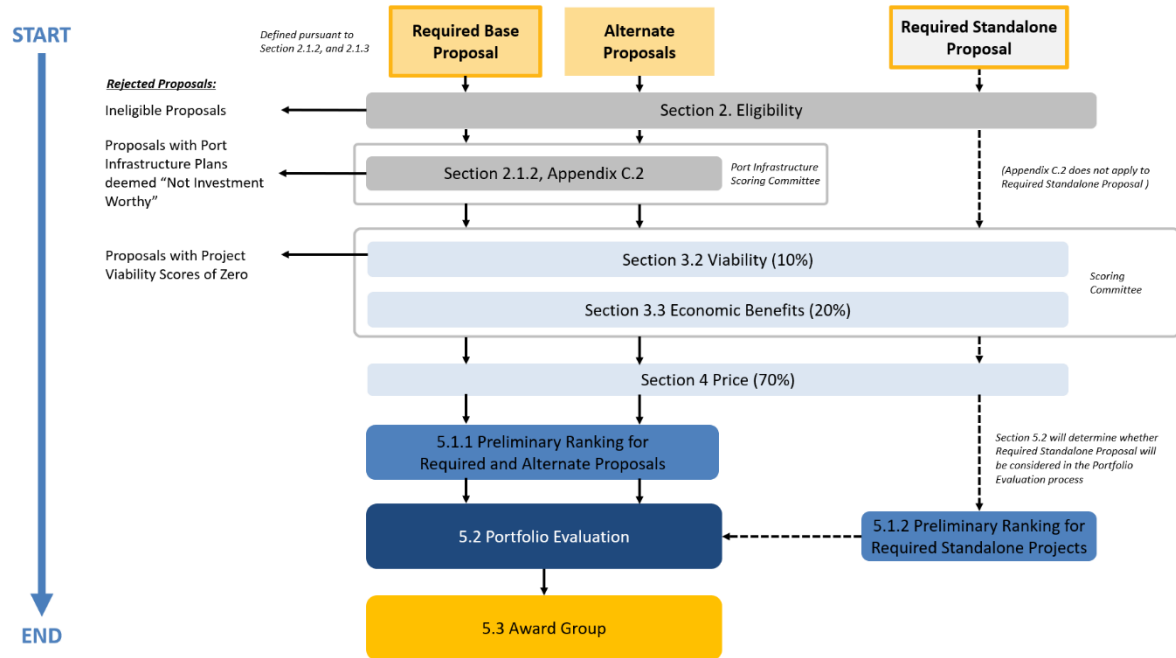 START
Defined pursuant to
Section 2.1.2, and 2.1.3
Required Base
Proposal
Alternate
Proposals
Required Standalone
Proposal
Rejected Proposals:
Ineligible Proposals
Section 2. Eligibility
Proposals with Port
Infrastructure Plans
deemed “Not Investment
Worthy”
Section 2.1.2, Appendix C.2
Port Infrastructure
Scoring Committee
(Appendix C.2 does not apply to
Required Standalone Proposal )
Proposals with Project
Viability Scores of Zero
Section 3.2 Viability (10%)
Scoring
Committee
Section 3.3 Economic Benefits (20%)
Section 4 Price (70%)
5.1.1 Preliminary Ranking for
Required and Alternate Proposals
Section 5.2 will determine whether
Required Standalone Proposal will
be considered in the Portfolio
Evaluation process
5.2 Portfolio Evaluation
5.1.2 Preliminary Ranking for
Required Standalone Projects
5.3 Award Group
END